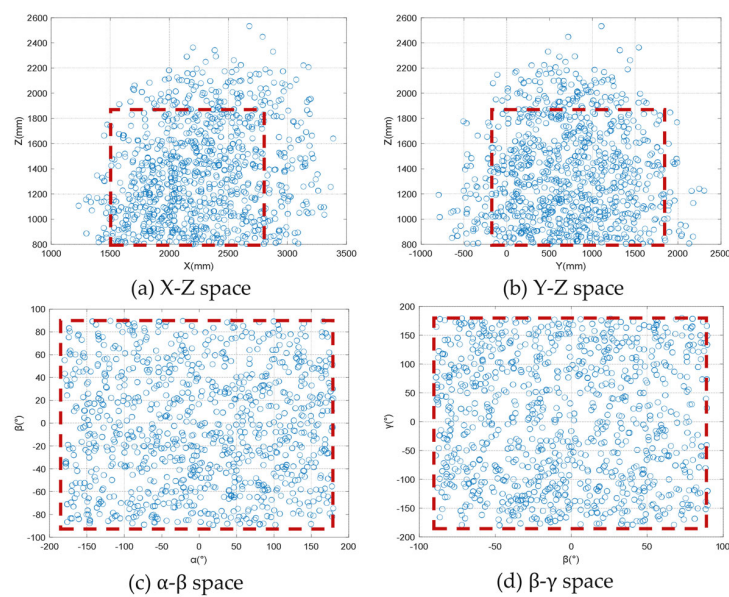 2600
2400
2200
2000
1800
1600
1400
1200
1000
800
Z(mm)
1000 1500 2000 2500 3000 3500
X(mm)
(a) X-Z space
2600
2400
2200
2000
1800
1600
1400
1200
1000
800
Z(mm)
-1000 -500 0 500 1000 1500 2000 2500
Y(mm)
(b) Y-Z space
100
80
60
40
20
0
-20
-40
-60
-80
-100
β(°)
-200 -150 -100 -50 0 50 100 150 200
α(°)
(c) α-β space
200
150
100
50
0
-50
-100
-150
-200
γ(°)
-100 -50 0 50 100
β(°)
(d) β-γ space